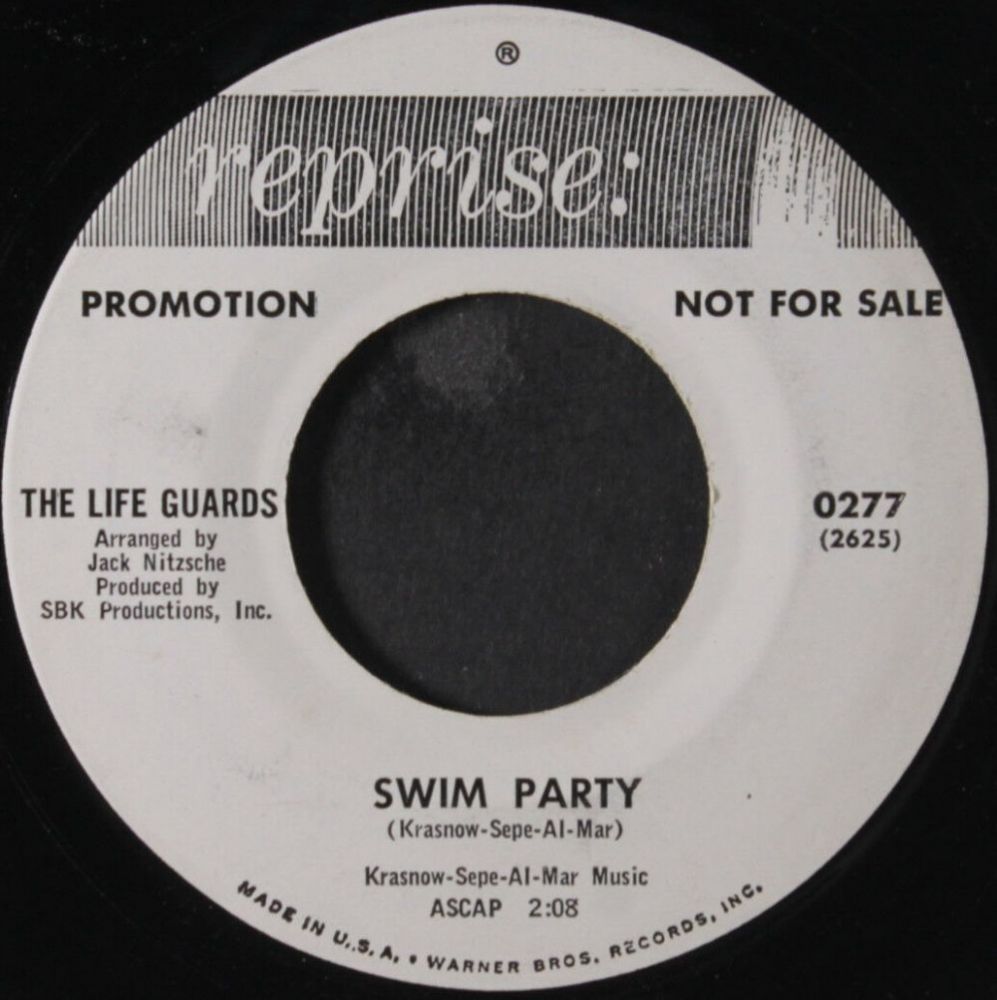 ®
reprise:
PROMOTION
NOT FOR SALE
THE LIFE GUARDS
Arranged by
Jack Nitzsche
Produced by
SBK Productions, Inc.
0277
(2625)
SWIM PARTY
(Krasnow-Sepe-Al-Mar)
Krasnow-Sepe-Al-Mar Music
ASCAP 2:08
MADE IN U.S.A. • WARNER BROS. RECORDS, INC.